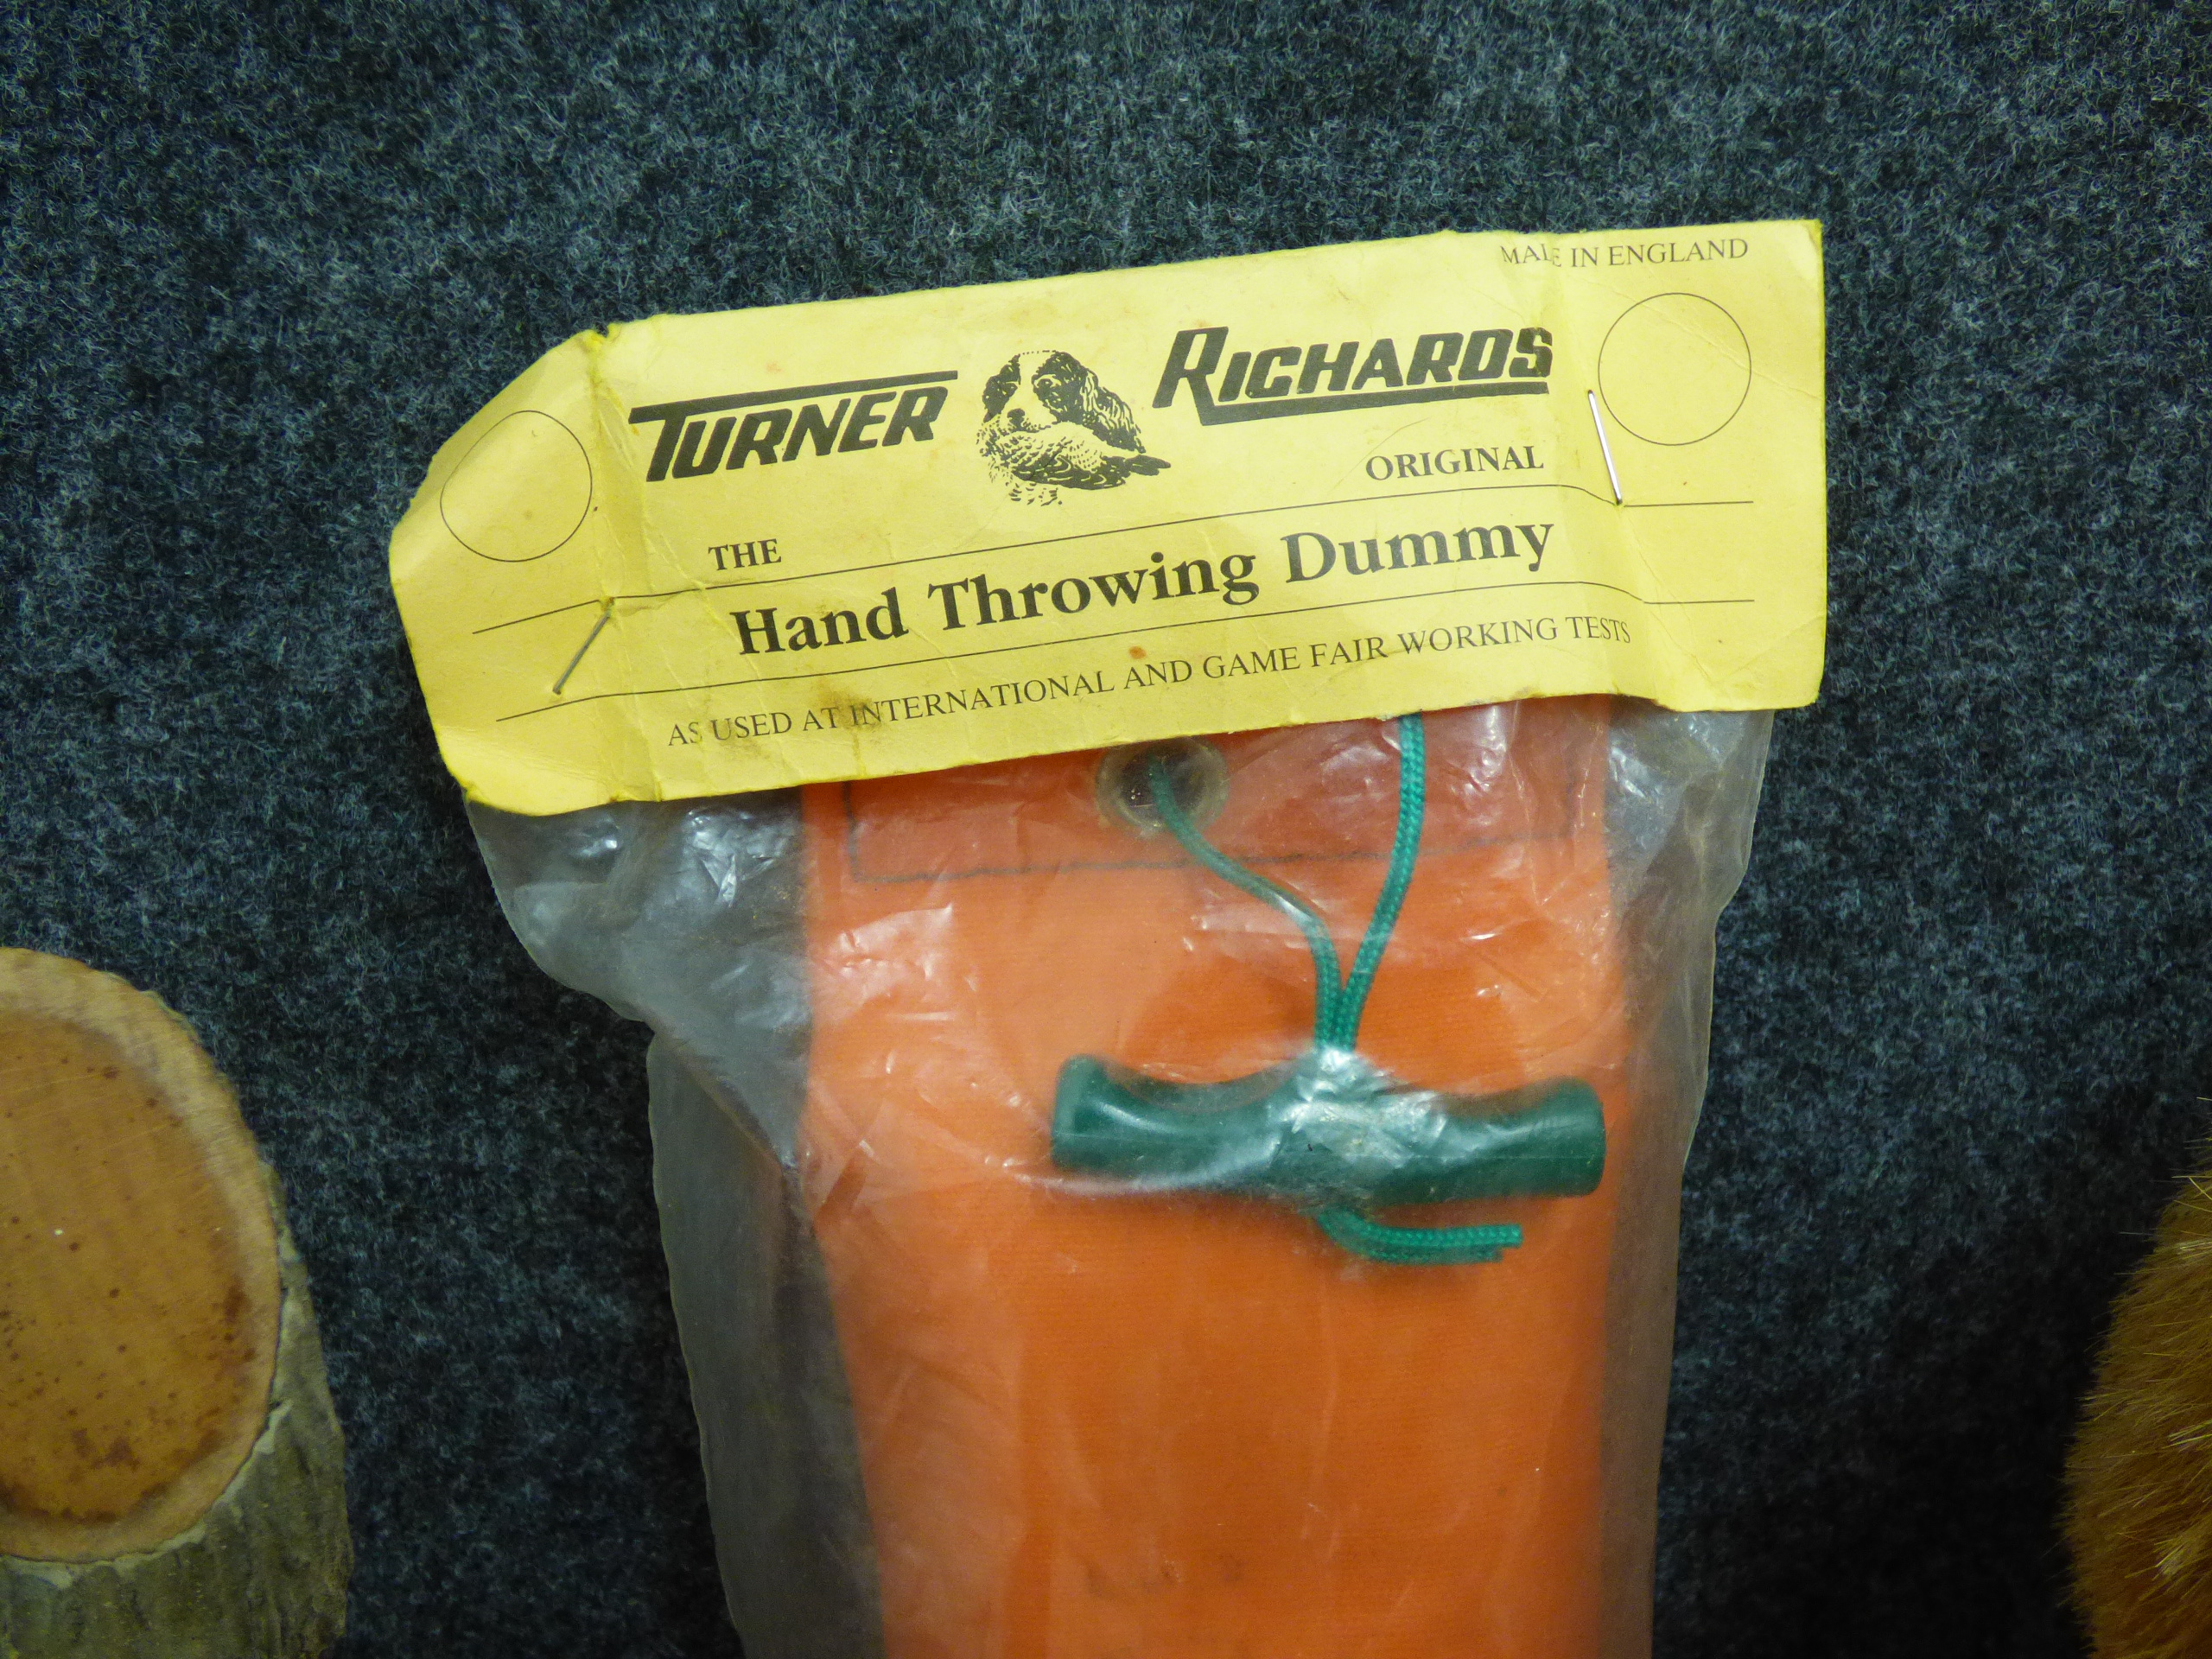 MADE IN ENGLAND
TURNER RICHARDS
THE ORIGINAL
Hand Throwing Dummy
AS USED AT INTERNATIONAL AND GAME FAIR WORKING TESTS